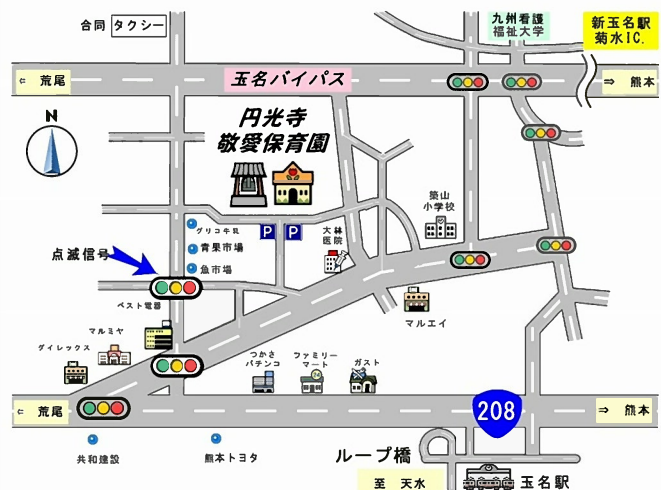 九州看護
福祉大学
新玉名駅
菊水IC.
合同 タクシー
⇐ 荒尾
玉名バイパス
⇒ 熊本
N
円光寺
敬愛保育園
築山
小学校
グリコ牛乳
P P
大林
医院
青果市場
点滅信号
魚市場
ベスト電器
マルエイ
マルミヤ
ダイレックス
つかさ
パチンコ
ファミリー
マート
ガスト
24
⇐ 荒尾
208
⇒ 熊本
共和建設
熊本トヨタ
ループ橋
至 天水
玉名駅